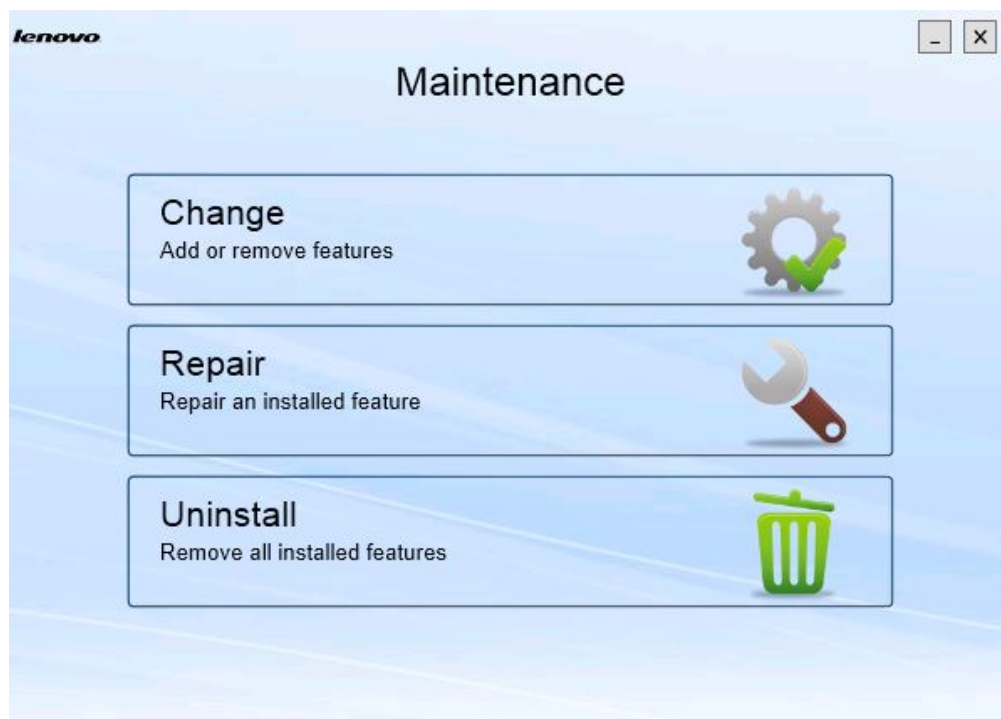 lenovo
Maintenance
Change
Add or remove features
Repair
Repair an installed feature
Uninstall
Remove all installed features